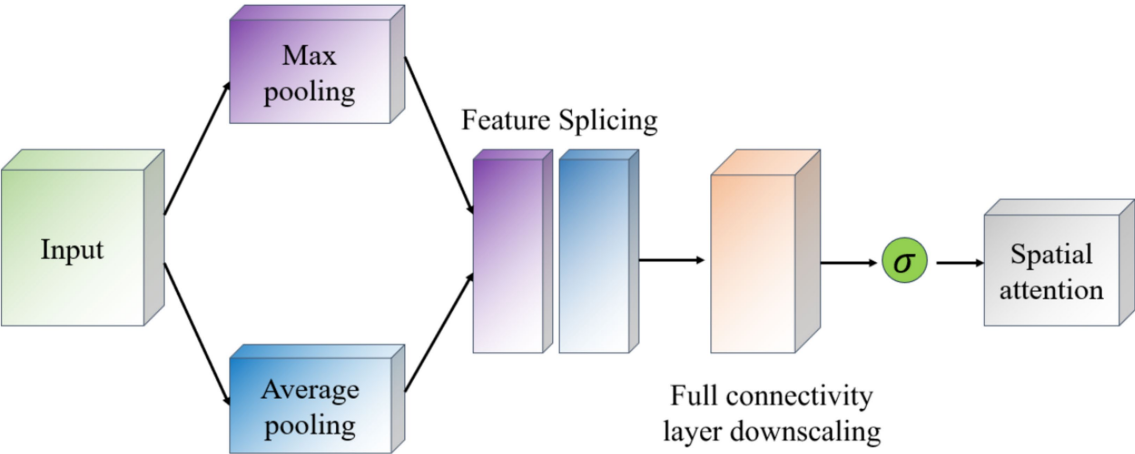 Max
pooling
Feature Splicing
Input
σ
Spatial
attention
Average
pooling
Full connectivity
layer downscaling